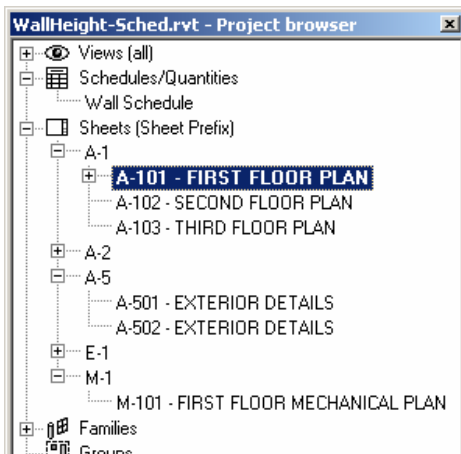 WallHeight-Sched.rvt - Project browser
Views (all)
Schedules/Quantities
Wall Schedule
Sheets (Sheet Prefix)
A-1
A-101 - FIRST FLOOR PLAN
A-102 - SECOND FLOOR PLAN
A-103 - THIRD FLOOR PLAN
A-2
A-5
A-501 - EXTERIOR DETAILS
A-502 - EXTERIOR DETAILS
E-1
M-1
M-101 - FIRST FLOOR MECHANICAL PLAN
Families
Groups